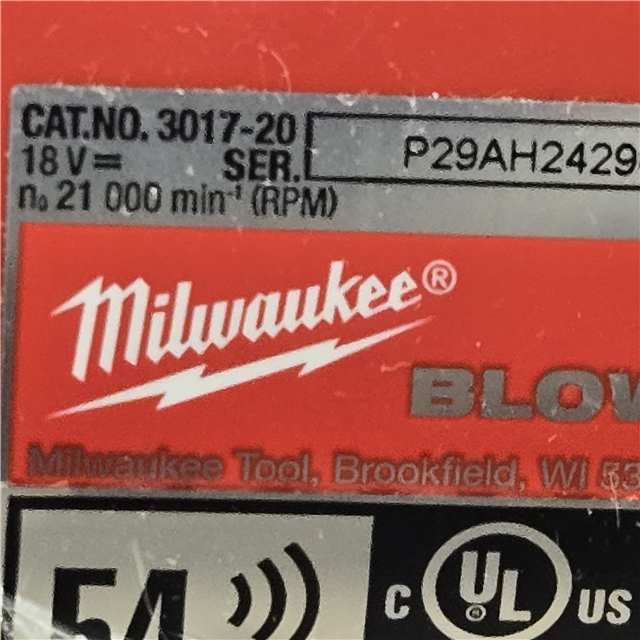 CAT.NO. 3017-20
18 V⎓ SER. P29AH2429
n₀ 21 000 min⁻¹ (RPM)
Milwaukee®
BLOW
Milwaukee Tool, Brookfield, WI 53
54
C UL® US